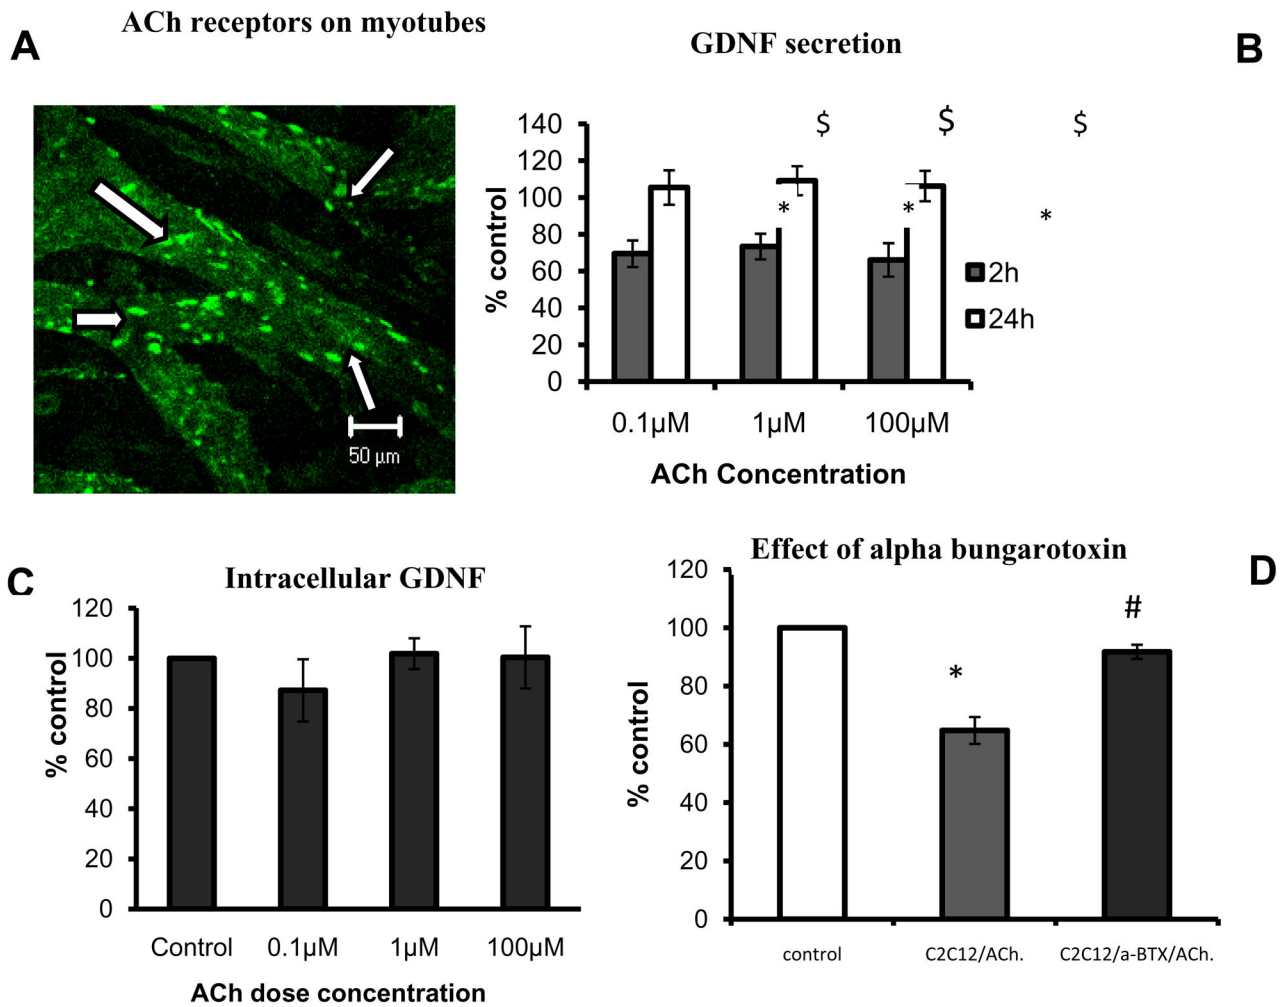 ACh receptors on myotubes
A
50 µm
GDNF secretion
B
$ $ $
140
120
100
80
60
40
20
0
% control
* * *
2h
24h
0.1µM 1µM 100µM
ACh Concentration
C
Intracellular GDNF
120
100
80
60
40
20
0
% control
Control 0.1µM 1µM 100µM
ACh dose concentration
Effect of alpha bungarotoxin
D
120
100
80
60
40
20
0
% control
#
*
control C2C12/ACh. C2C12/a-BTX/ACh.